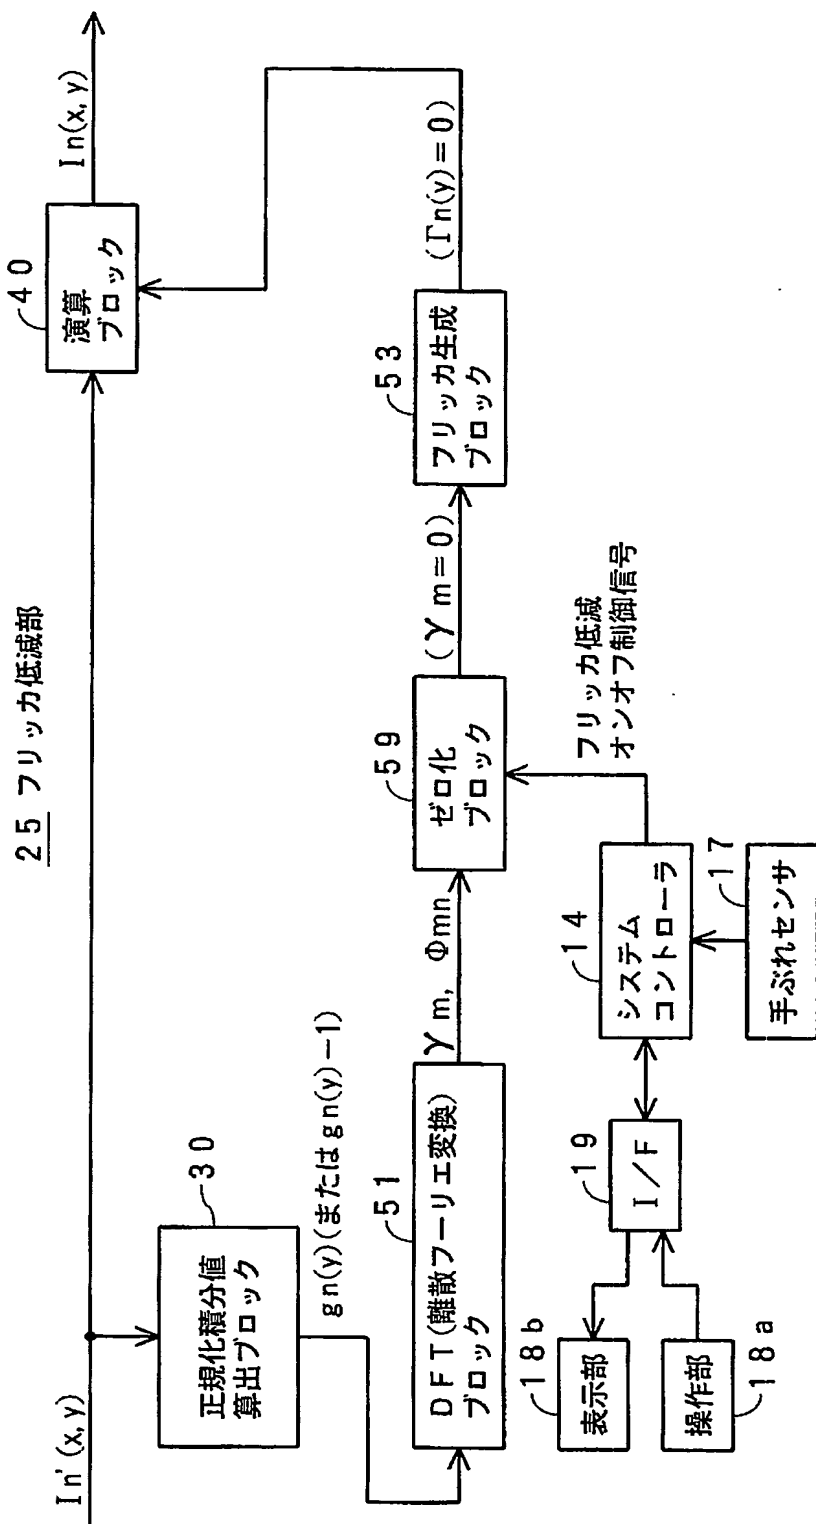 25 フリッカ低減部
In'(x, y)
30
正規化積分値
算出ブロック
gn(y)(またはgn(y)−1)
40
演算
ブロック
In(x, y)
51
DFT(離散フーリエ変換)
ブロック
γm, Φmn
59
ゼロ化
ブロック
(γm=0)
53
フリッカ生成
ブロック
(Γn(y)=0)
フリッカ低減
オンオフ制御信号
18b
表示部
操作部
18a
19
I/F
14
システム
コントローラ
17
手ぶれセンサ